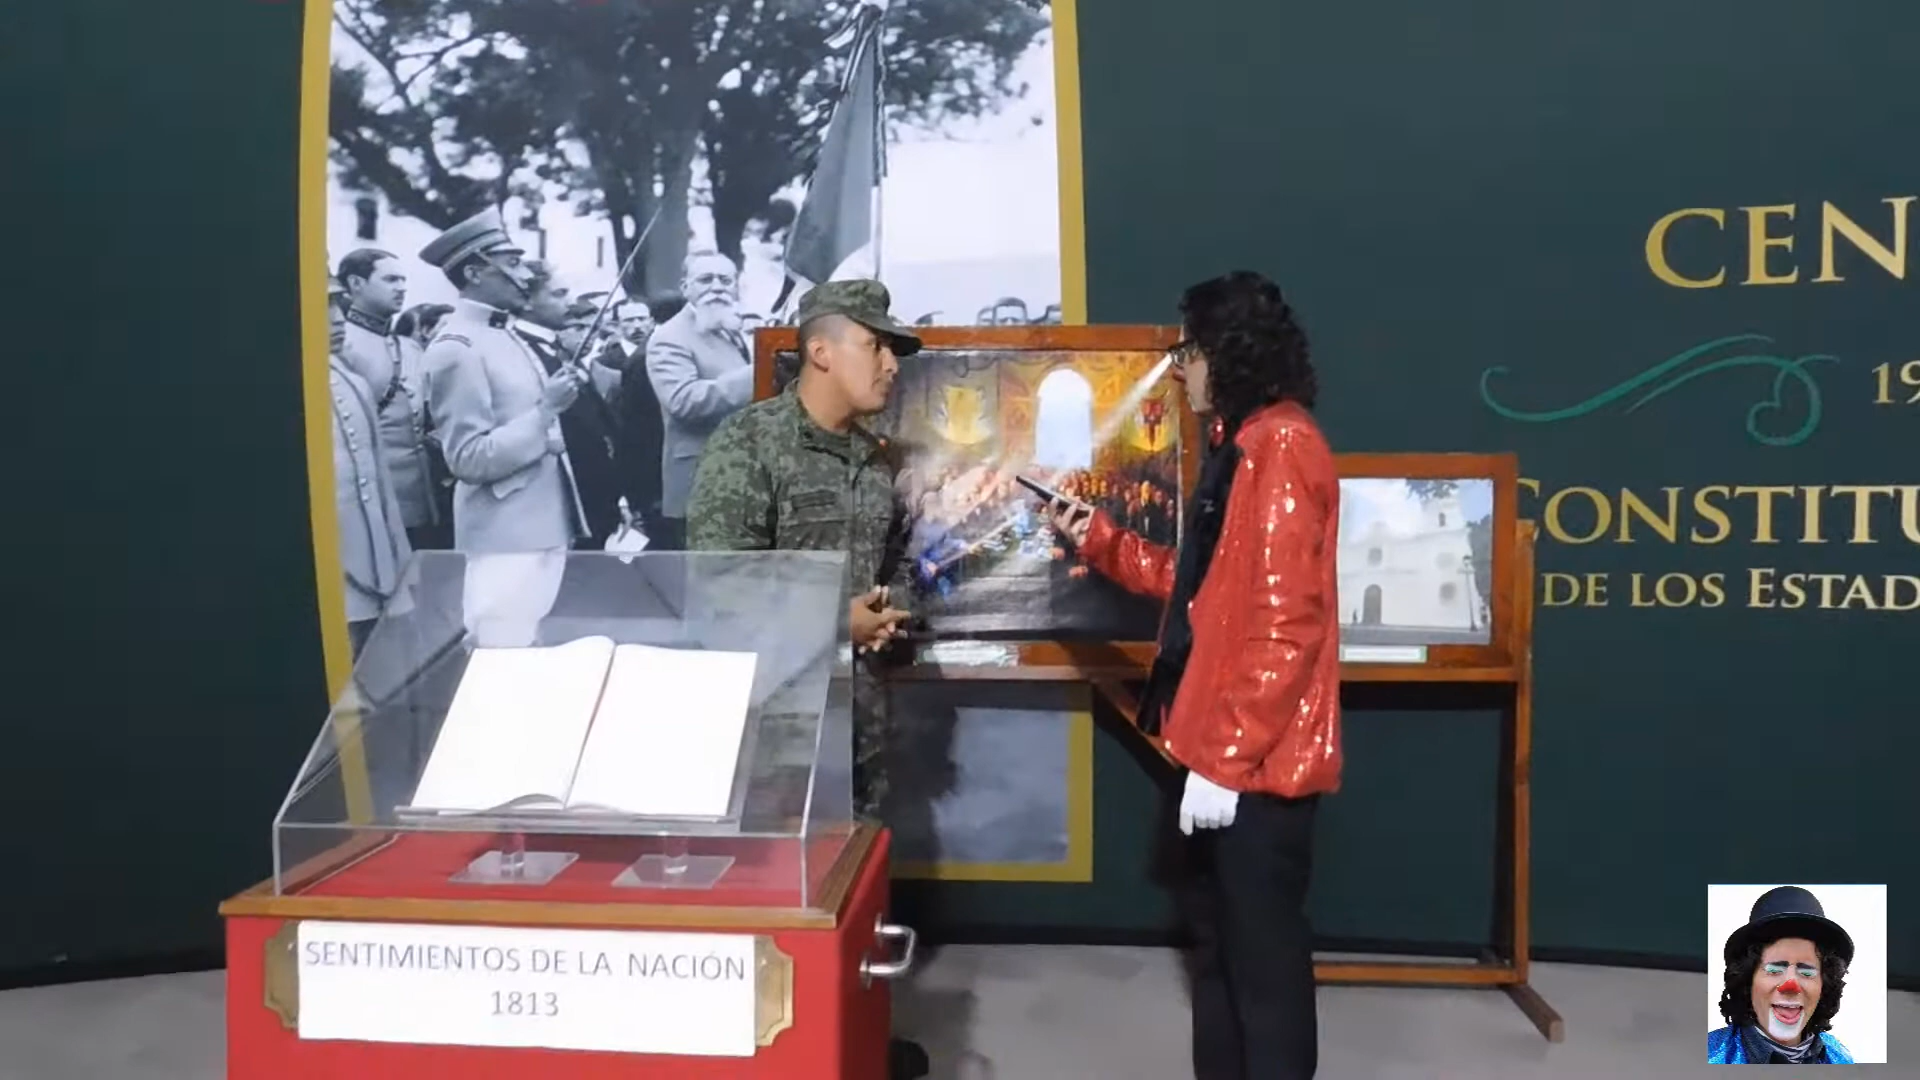 CEN
19
CONSTITU
DE LOS ESTAD
SENTIMIENTOS DE LA NACIÓN
1813